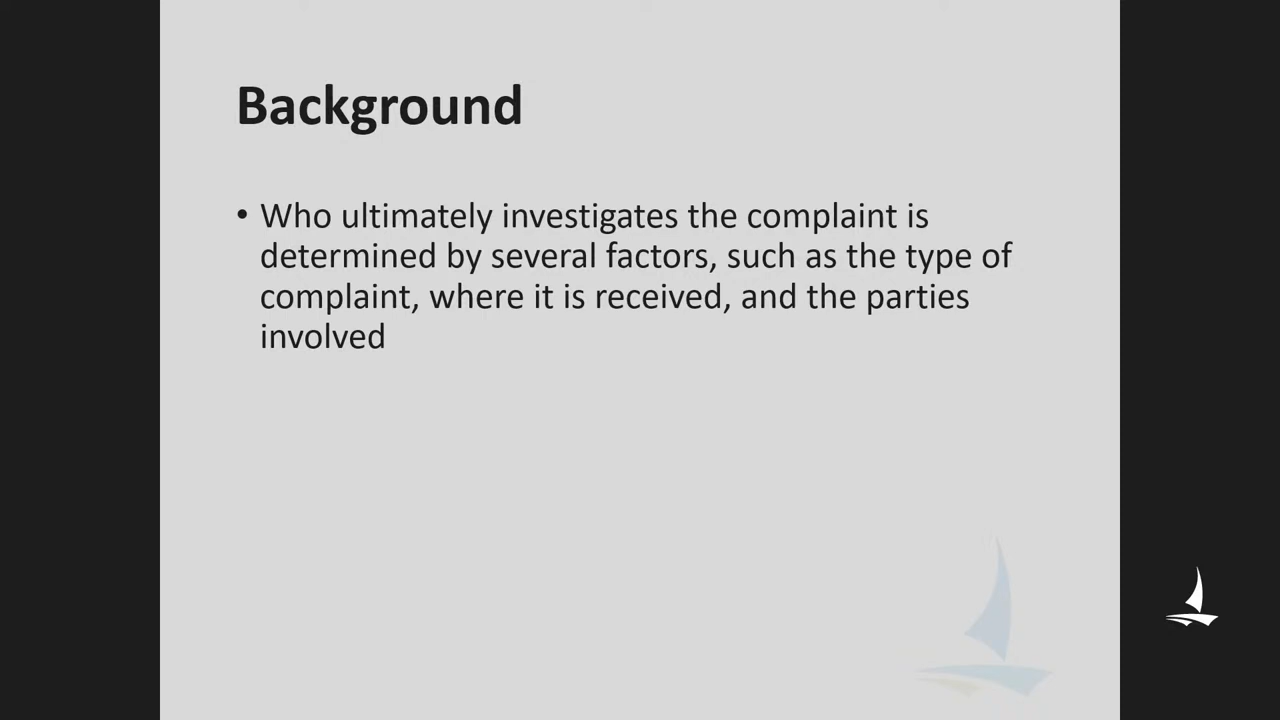 Background
• Who ultimately investigates the complaint is
determined by several factors, such as the type of
complaint, where it is received, and the parties
involved